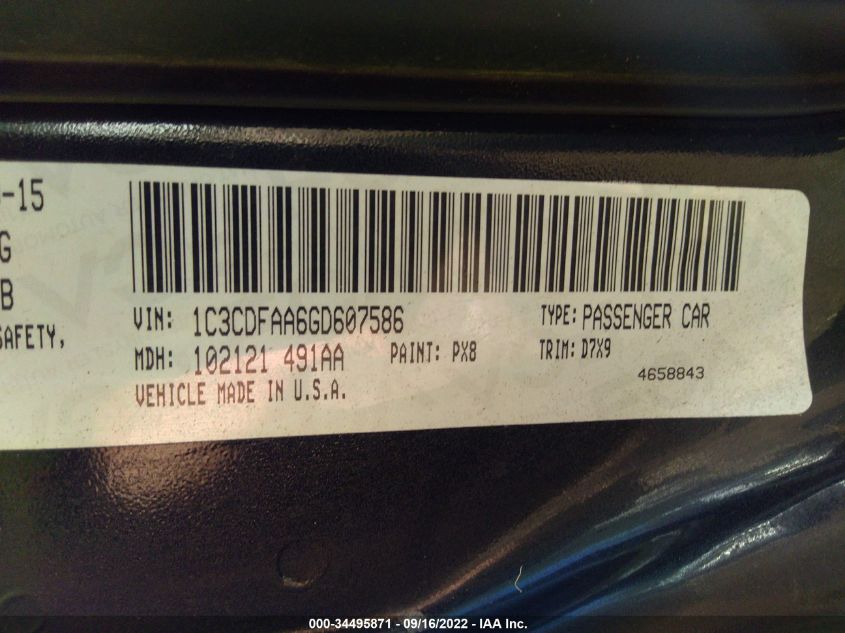 -15
G
B
SAFETY,
VIN: 1C3CDFAA6GD607586 TYPE: PASSENGER CAR
MDH: 102121 491AA PAINT: PX8 TRIM: D7X9
VEHICLE MADE IN U.S.A. 4658843
000-34495871 - 09/16/2022 - IAA Inc.